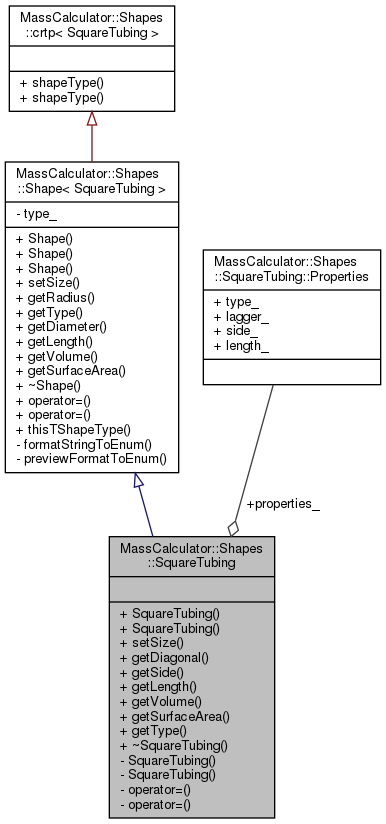 MassCalculator::Shapes
::crtp< SquareTubing >
+ shapeType()
+ shapeType()
MassCalculator::Shapes
::Shape< SquareTubing >
- type_
+ Shape()
+ Shape()
+ Shape()
+ setSize()
+ getRadius()
+ getType()
+ getDiameter()
+ getLength()
+ getVolume()
+ getSurfaceArea()
+ ~Shape()
+ operator=()
+ operator=()
+ thisTShapeType()
- formatStringToEnum()
- previewFormatToEnum()
MassCalculator::Shapes
::SquareTubing::Properties
+ type_
+ lagger_
+ side_
+ length_
+properties_
MassCalculator::Shapes
::SquareTubing
+ SquareTubing()
+ SquareTubing()
+ setSize()
+ getDiagonal()
+ getSide()
+ getLength()
+ getVolume()
+ getSurfaceArea()
+ getType()
+ ~SquareTubing()
- SquareTubing()
- SquareTubing()
- operator=()
- operator=()